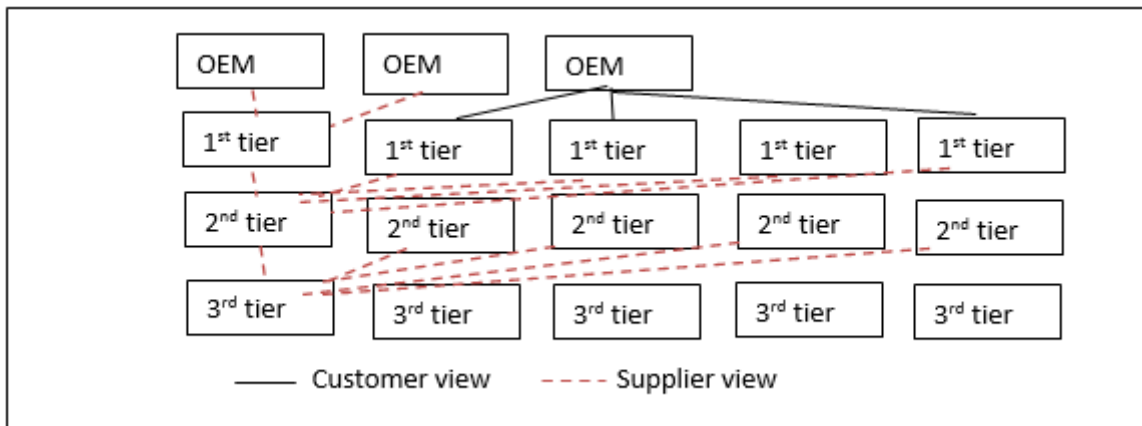 OEM OEM OEM
1st tier 1st tier 1st tier 1st tier 1st tier
2nd tier 2nd tier 2nd tier 2nd tier 2nd tier
3rd tier 3rd tier 3rd tier 3rd tier 3rd tier
Customer view Supplier view